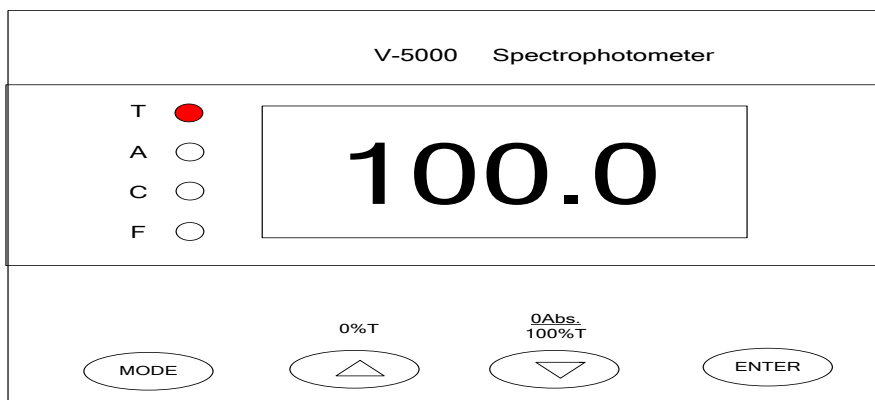 V-5000 Spectrophotometer
T
A
C
F
100.0
0%T
0Abs.
100%T
MODE
ENTER